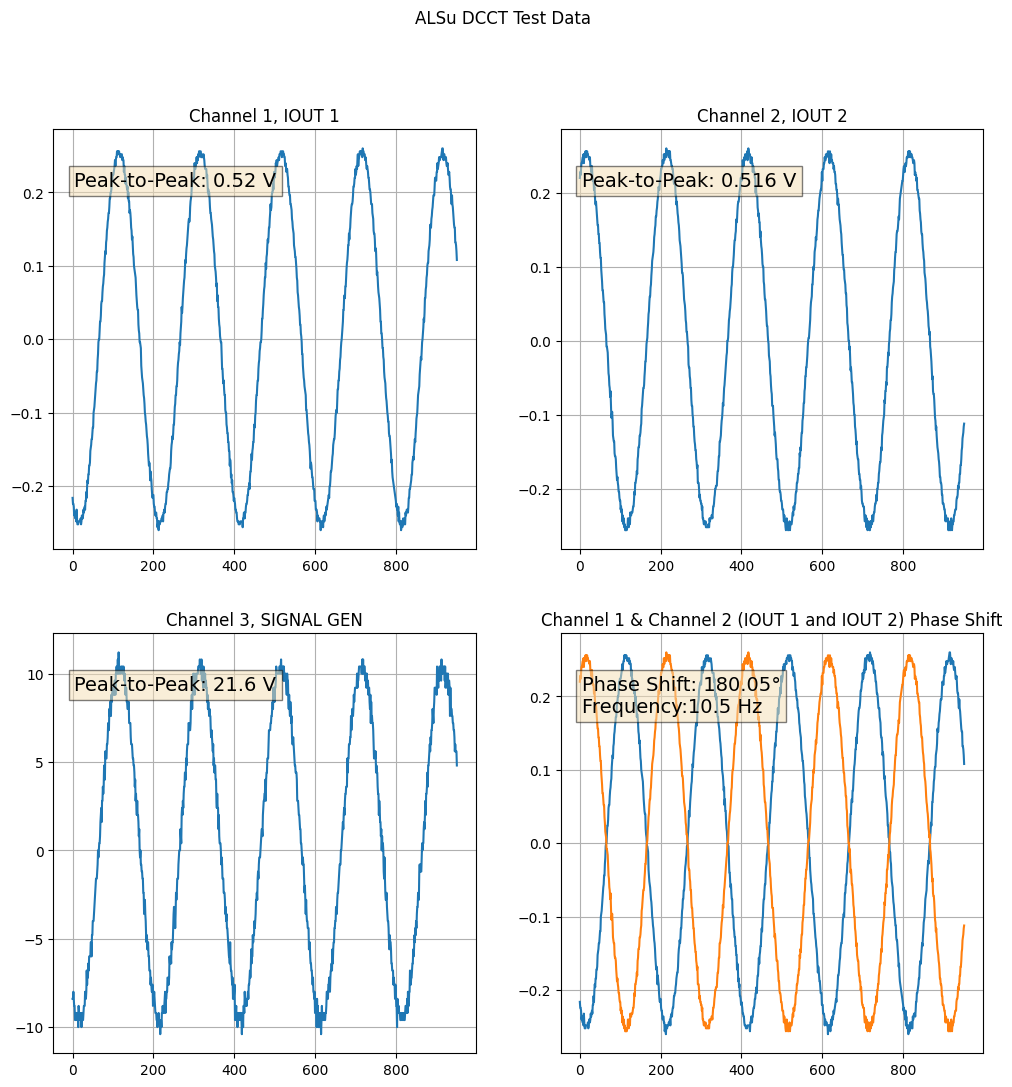 ALSu DCCT Test Data
Channel 1, IOUT 1
Peak-to-Peak: 0.52 V
0.2
0.1
0.0
−0.1
−0.2
0 200 400 600 800
Channel 2, IOUT 2
Peak-to-Peak: 0.516 V
0.2
0.1
0.0
−0.1
−0.2
0 200 400 600 800
Channel 3, SIGNAL GEN
Peak-to-Peak: 21.6 V
10
5
0
−5
−10
0 200 400 600 800
Channel 1 & Channel 2 (IOUT 1 and IOUT 2) Phase Shift
Phase Shift: 180.05°
Frequency:10.5 Hz
0.2
0.1
0.0
−0.1
−0.2
0 200 400 600 800